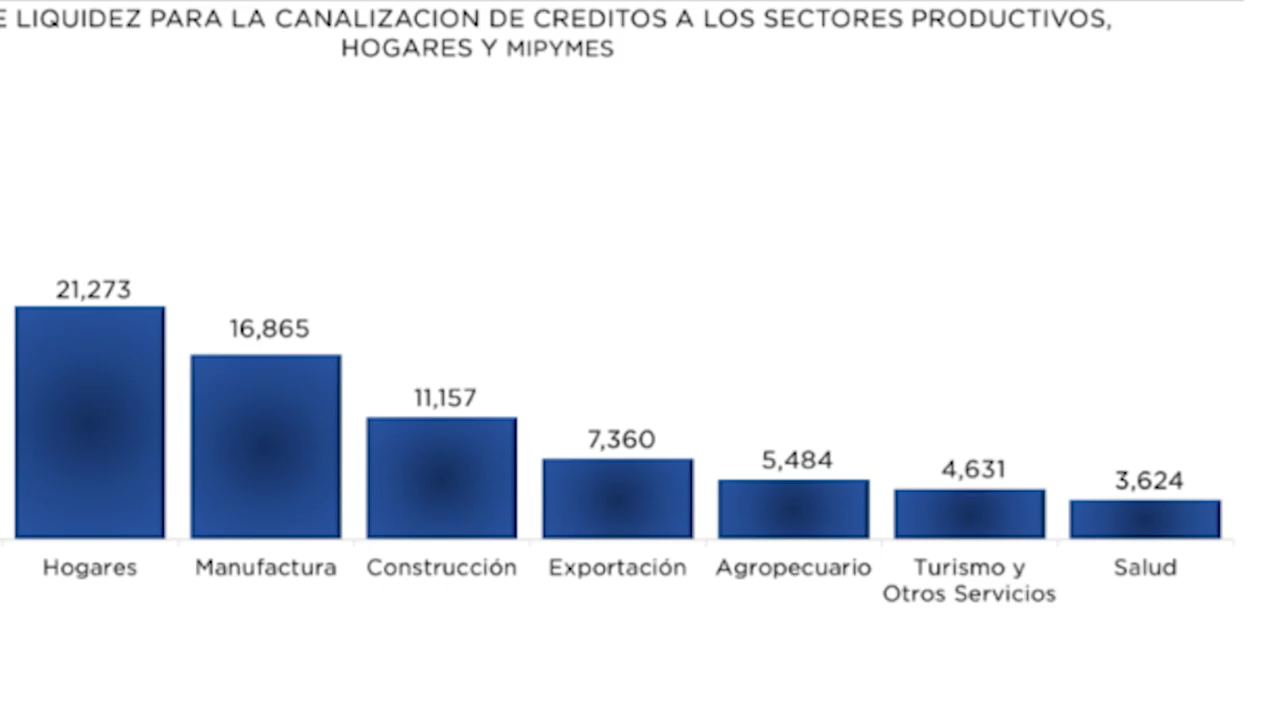 E LIQUIDEZ PARA LA CANALIZACION DE CREDITOS A LOS SECTORES PRODUCTIVOS,
HOGARES Y MIPYMES
21,273
16,865
11,157
7,360
5,484
4,631
3,624
Hogares
Manufactura
Construcción
Exportación
Agropecuario
Turismo y
Otros Servicios
Salud